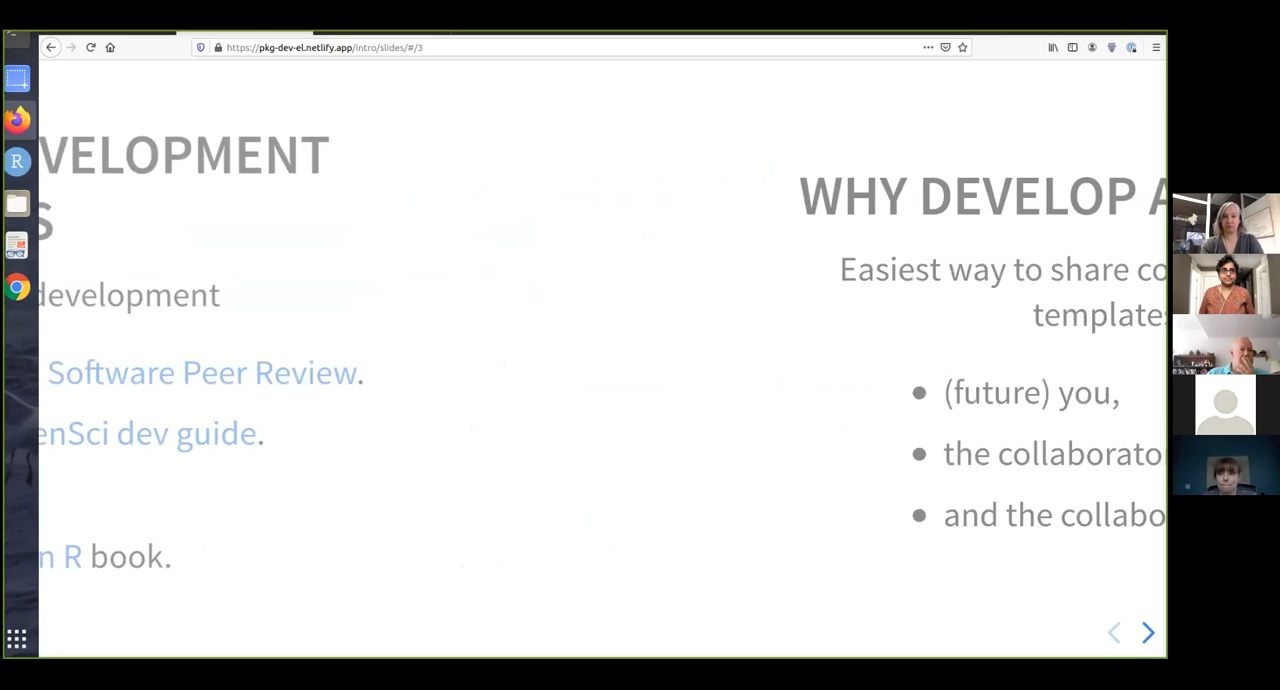 https://pkg-dev-el.netlify.app/intro/slides/#/3
VELOPMENT
S
development
Software Peer Review.
enSci dev guide.
n R book.
WHY DEVELOP A
Easiest way to share co
templates
(future) you,
the collaborato
and the collabo
R